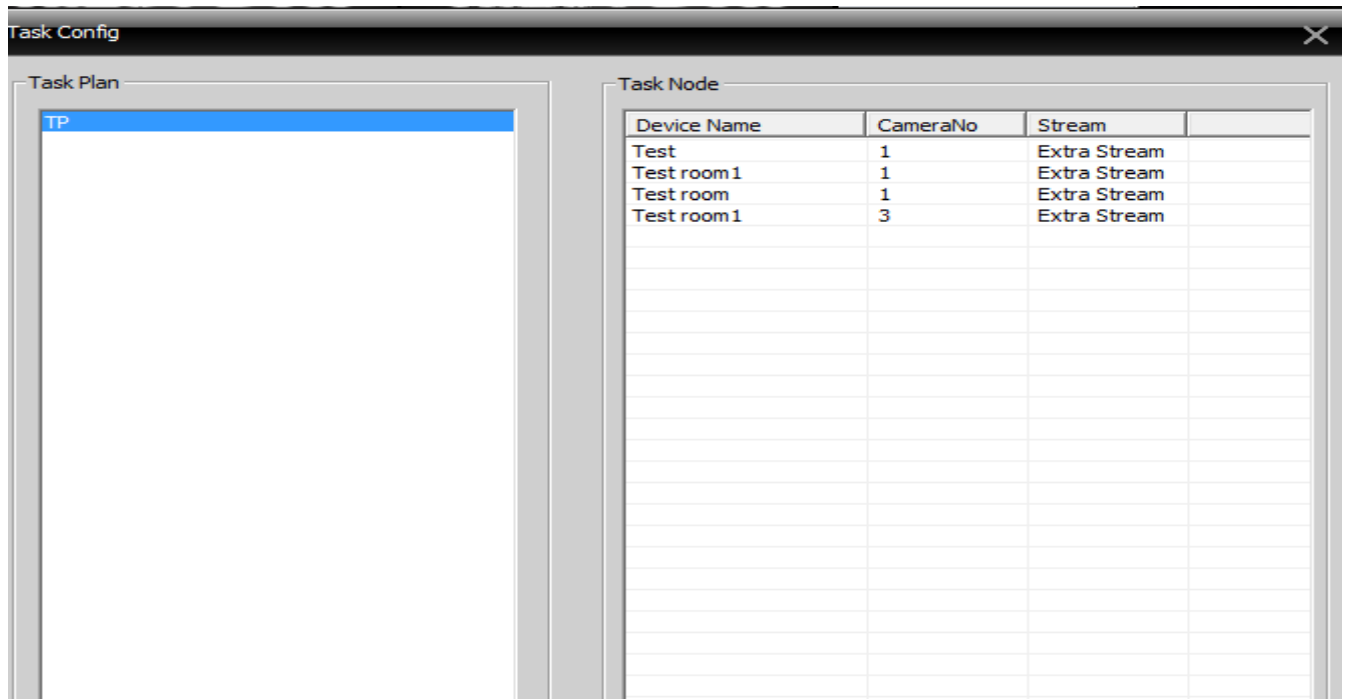 Task Config
Task Plan
TP
Task Node
Device Name CameraNo Stream
Test 1 Extra Stream
Test room1 1 Extra Stream
Test room 1 Extra Stream
Test room1 3 Extra Stream